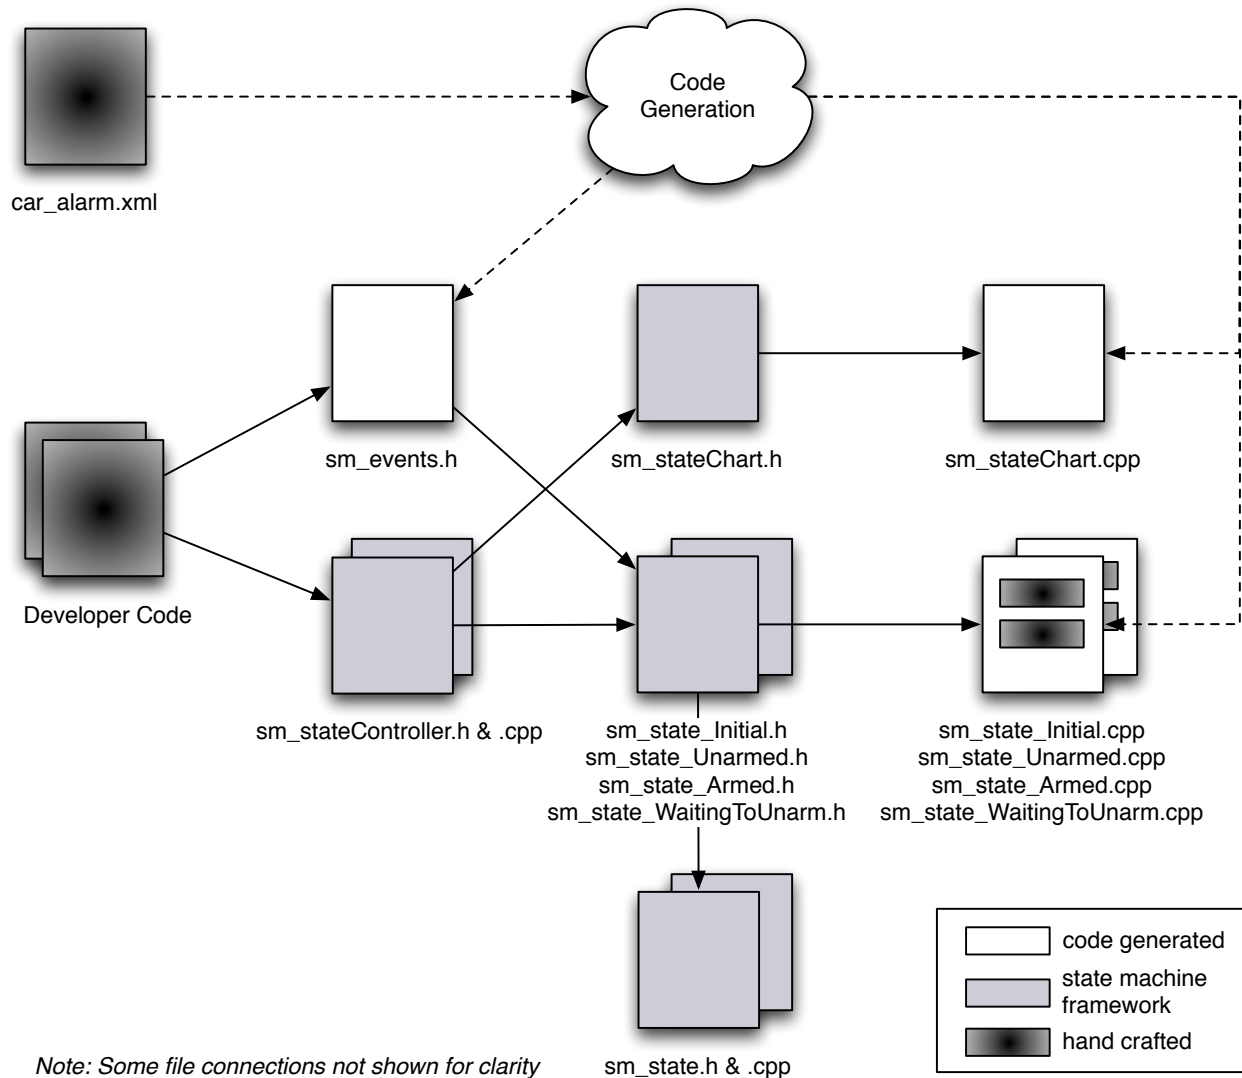 Code
Generation
car_alarm.xml
sm_events.h
sm_stateChart.h
sm_stateChart.cpp
Developer Code
sm_stateController.h & .cpp
sm_state_Initial.h
sm_state_Unarmed.h
sm_state_Armed.h
sm_state_WaitingToUnarm.h
sm_state_Initial.cpp
sm_state_Unarmed.cpp
sm_state_Armed.cpp
sm_state_WaitingToUnarm.cpp
code generated
state machine
framework
hand crafted
Note: Some file connections not shown for clarity
sm_state.h & .cpp